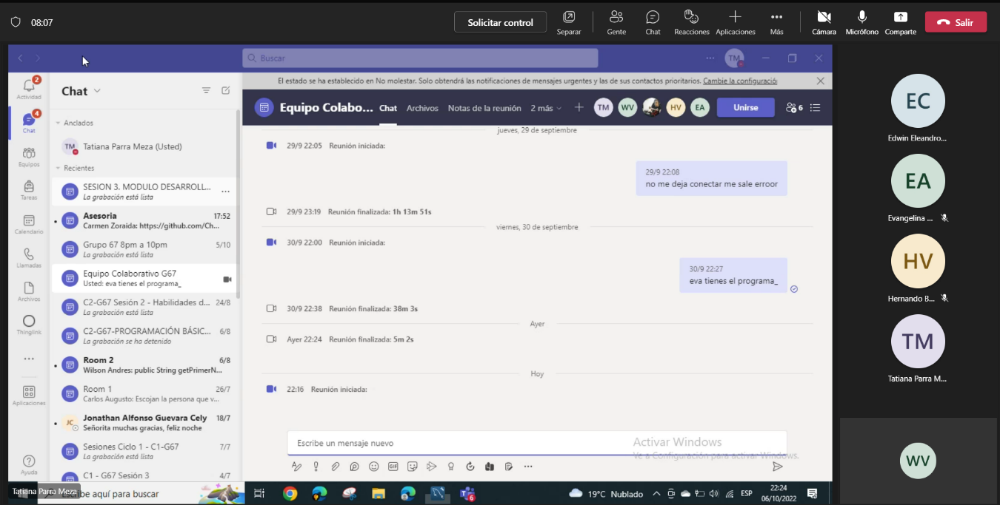 08:07
Solicitar control
Separar
Gente
Chat
Reacciones
Aplicaciones
Más
Cámara
Micrófono
Comparte
Salir
Buscar
TM
El estado se ha establecido en No molestar. Solo obtendrá las notificaciones de mensajes urgentes y las de sus contactos prioritarios. Cambie la configuració
2
Actividad
4
Chat
Equipos
Tareas
Calendario
Llamadas
Archivos
Thinglink
Aplicaciones
Ayuda
Chat
Anclados
TM Tatiana Parra Meza (Usted)
Recientes
SESION 3. MODULO DESARROLL...
La grabación está lista
Asesoria 17:52
Carmen Zoraida: https://github.com/Ch...
Grupo 67 8pm a 10pm 5/10
La grabación está lista
Equipo Colaborativo G67
Usted: eva tienes el programa_
C2-G67 Sesión 2 - Habilidades d... 24/8
La grabación está lista
C2-G67-PROGRAMACIÓN BÁSIC... 6/8
La grabación se ha detenido
Room 2 6/8
Wilson Andres: public String getPrimerN...
Room 1 26/7
Carlos Augusto: Escojan la persona que v...
JC Jonathan Alfonso Guevara Cely 18/7
Señorita muchas gracias, feliz noche
Sesiones Ciclo 1 - C1-G67 7/7
La grabación está lista
C1 - G67 Sesión 3 4/7
Equipo Colabo... Chat Archivos Notas de la reunión 2 más
TM WV HV EA Unirse 6
jueves, 29 de septiembre
29/9 22:05 Reunión iniciada:
29/9 22:08
no me deja conectar me sale erroor
29/9 23:19 Reunión finalizada: 1h 13m 51s
viernes, 30 de septiembre
30/9 22:00 Reunión iniciada:
30/9 22:27
eva tienes el programa_
30/9 22:38 Reunión finalizada: 38m 3s
Ayer
Ayer 22:24 Reunión finalizada: 5m 2s
Hoy
22:16 Reunión iniciada:
Escribe un mensaje nuevo
GIF
Activar Windows
Ve a Configuración para activar Windows.
EC
Edwin Eleandro...
EA
Evangelina ...
HV
Hernando B...
TM
Tatiana Parra M...
WV
Tatiana Parra Meza
be aquí para buscar
6
19°C Nublado
ESP
22:24
06/10/2022